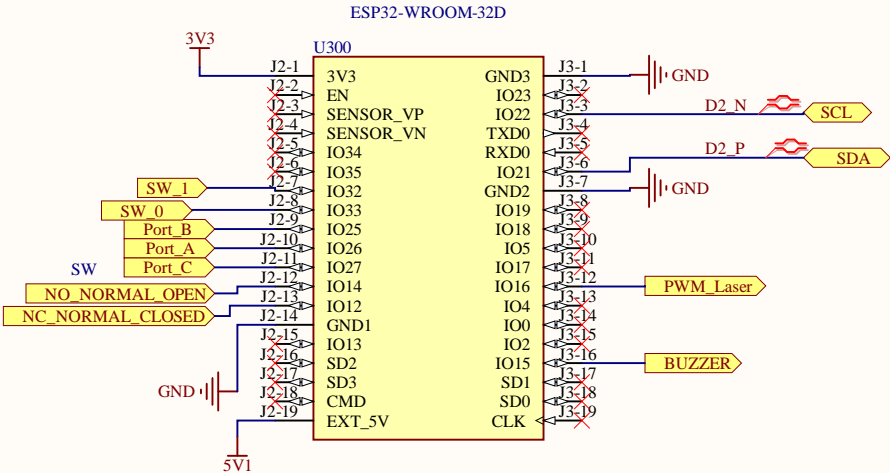 ESP32-WROOM-32D
3V3
U300
J2-1 3V3 GND3 J3-1 GND
J2-2 EN IO23 J3-2
J2-3 SENSOR_VP IO22 J3-3 D2_N SCL
J2-4 SENSOR_VN TXD0 J3-4
J2-5 IO34 RXD0 J3-5
J2-6 IO35 IO21 J3-6 D2_P SDA
SW_1 J2-7 IO32 GND2 J3-7 GND
SW_0 J2-8 IO33 IO19 J3-8
Port_B J2-9 IO25 IO18 J3-9
Port_A J2-10 IO26 IO5 J3-10
Port_C J2-11 IO27 IO17 J3-11
SW
NO_NORMAL_OPEN J2-12 IO14 IO16 J3-12 PWM_Laser
NC_NORMAL_CLOSED J2-13 IO12 IO4 J3-13
J2-14 GND1 IO0 J3-14
J2-15 IO13 IO2 J3-15
J2-16 SD2 IO15 J3-16 BUZZER
J2-17 SD3 SD1 J3-17
GND J2-18 CMD SD0 J3-18
J2-19 EXT_5V CLK J3-19
5V1